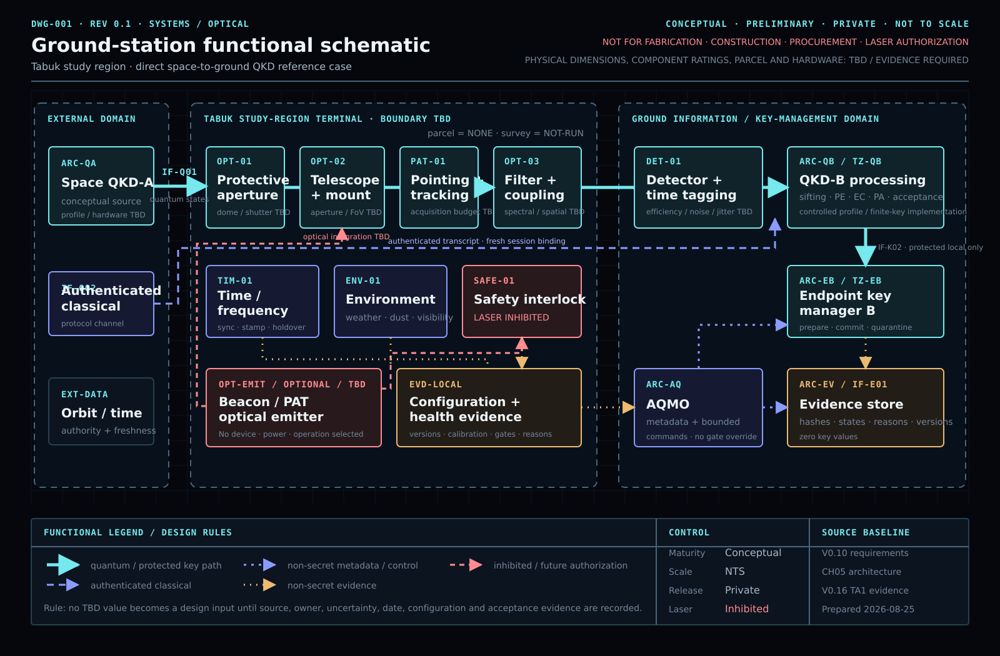 DWG-001 · REV 0.1 · SYSTEMS / OPTICAL
Ground-station functional schematic
Tabuk study region · direct space-to-ground QKD reference case
CONCEPTUAL · PRELIMINARY · PRIVATE · NOT TO SCALE
NOT FOR FABRICATION · CONSTRUCTION · PROCUREMENT · LASER AUTHORIZATION
PHYSICAL DIMENSIONS, COMPONENT RATINGS, PARCEL AND HARDWARE: TBD / EVIDENCE REQUIRED
EXTERNAL DOMAIN
ARC-QA
Space QKD-A
conceptual source
profile / hardware TBD
IF-Q01
quantum states
IF-002
Authenticated
classical
protocol channel
EXT-DATA
Orbit / time
authority + freshness
TABUK STUDY-REGION TERMINAL · BOUNDARY TBD
parcel = NONE · survey = NOT-RUN
OPT-01
Protective
aperture
dome / shutter TBD
OPT-02
Telescope
+ mount
aperture / FoV TBD
PAT-01
Pointing +
tracking
acquisition budget TBD
OPT-03
Filter +
coupling
spectral / spatial TBD
optical integration TBD
authenticated transcript · fresh session binding
TIM-01
Time /
frequency
sync · stamp · holdover
ENV-01
Environment
weather · dust · visibility
SAFE-01
Safety interlock
LASER INHIBITED
OPT-EMIT / OPTIONAL / TBD
Beacon / PAT
optical emitter
No device · power · operation selected
EVD-LOCAL
Configuration +
health evidence
versions · calibration · gates · reasons
GROUND INFORMATION / KEY-MANAGEMENT DOMAIN
DET-01
Detector +
time tagging
efficiency / noise / jitter TBD
ARC-QB / TZ-QB
QKD-B processing
sifting · PE · EC · PA · acceptance
controlled profile / finite-key implementation
IF-K02 · protected local only
ARC-EB / TZ-EB
Endpoint key
manager B
prepare · commit · quarantine
ARC-AQ
AQMO
metadata + bounded
commands · no gate override
ARC-EV / IF-E01
Evidence store
hashes · states · reasons · versions
zero key values
FUNCTIONAL LEGEND / DESIGN RULES
quantum / protected key path
non-secret metadata / control
inhibited / future authorization
authenticated classical
non-secret evidence
Rule: no TBD value becomes a design input until source, owner, uncertainty, date, configuration and acceptance evidence are recorded.
CONTROL
Maturity Conceptual
Scale NTS
Release Private
Laser Inhibited
SOURCE BASELINE
V0.10 requirements
CH05 architecture
V0.16 TA1 evidence
Prepared 2026-08-25